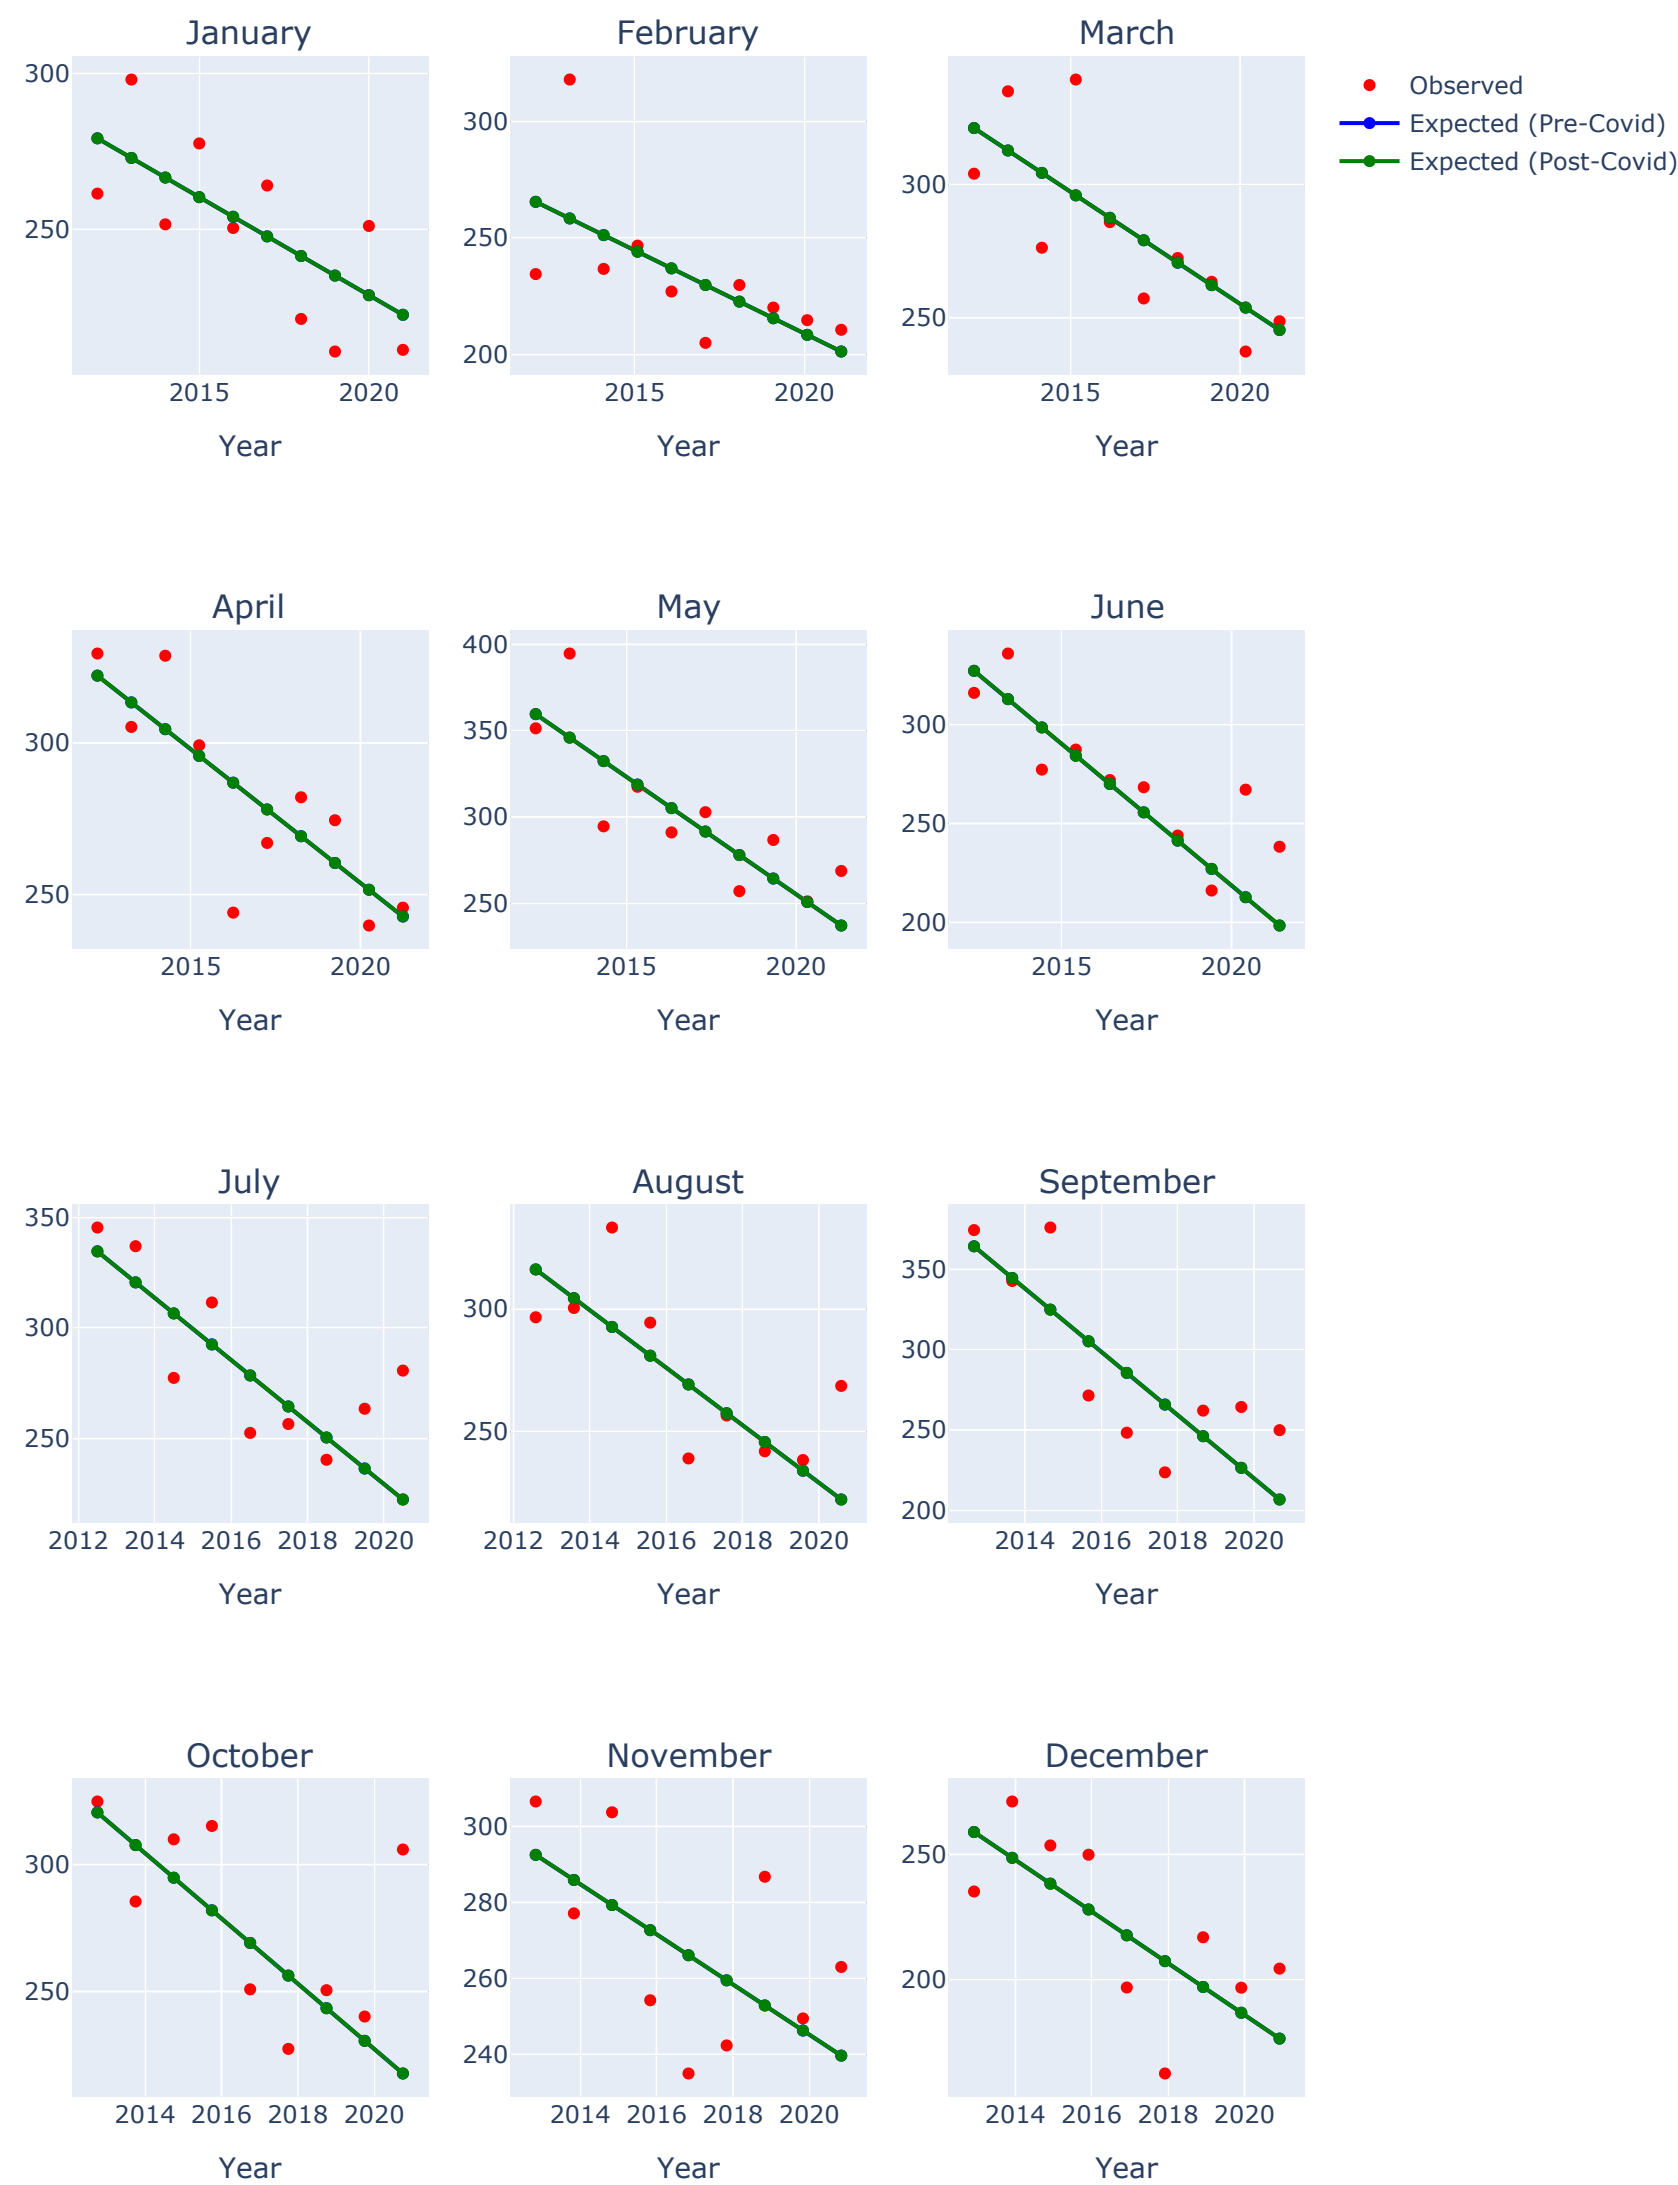 January
February
March
Observed
Expected (Pre-Covid)
Expected (Post-Covid)
300
250
2015
2020
Year
300
250
200
2015
2020
Year
300
250
2015
2020
Year
April
May
June
300
250
2015
2020
Year
400
350
300
250
2015
2020
Year
300
250
200
2015
2020
Year
July
August
September
350
300
250
2012
2014
2016
2018
2020
Year
300
250
2012
2014
2016
2018
2020
Year
350
300
250
200
2014
2016
2018
2020
Year
October
November
December
300
250
2014
2016
2018
2020
Year
300
280
260
240
2014
2016
2018
2020
Year
250
200
2014
2016
2018
2020
Year